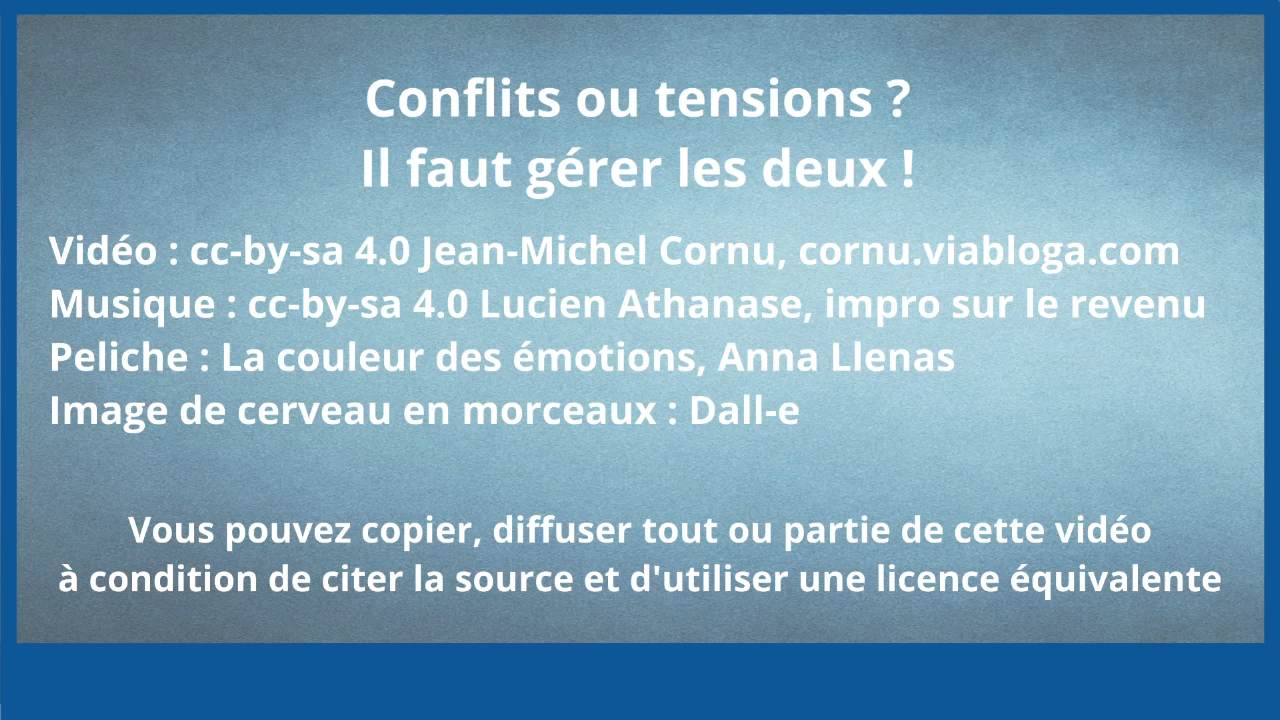 Conflits ou tensions ?
Il faut gérer les deux !
Vidéo : cc-by-sa 4.0 Jean-Michel Cornu, cornu.viabloga.com
Musique : cc-by-sa 4.0 Lucien Athanase, impro sur le revenu
Peliche : La couleur des émotions, Anna Llenas
Image de cerveau en morceaux : Dall-e
Vous pouvez copier, diffuser tout ou partie de cette vidéo
à condition de citer la source et d'utiliser une licence équivalente